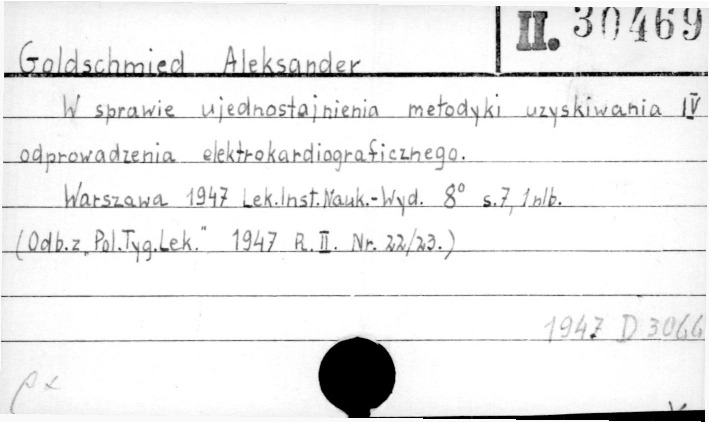 II. 30469
Goldschmied Aleksander
W sprawie ujednostajnienia metodyki uzyskiwania IV
odprowadzenia elektrokardiograficznego.
Warszawa 1947 Lek.Inst.Nauk.-Wyd. 8° s.7, 1 nlb.
(Odb.z „Pol.Tyg.Lek." 1947 R. II. Nr. 22/23.)
1947 D 3066